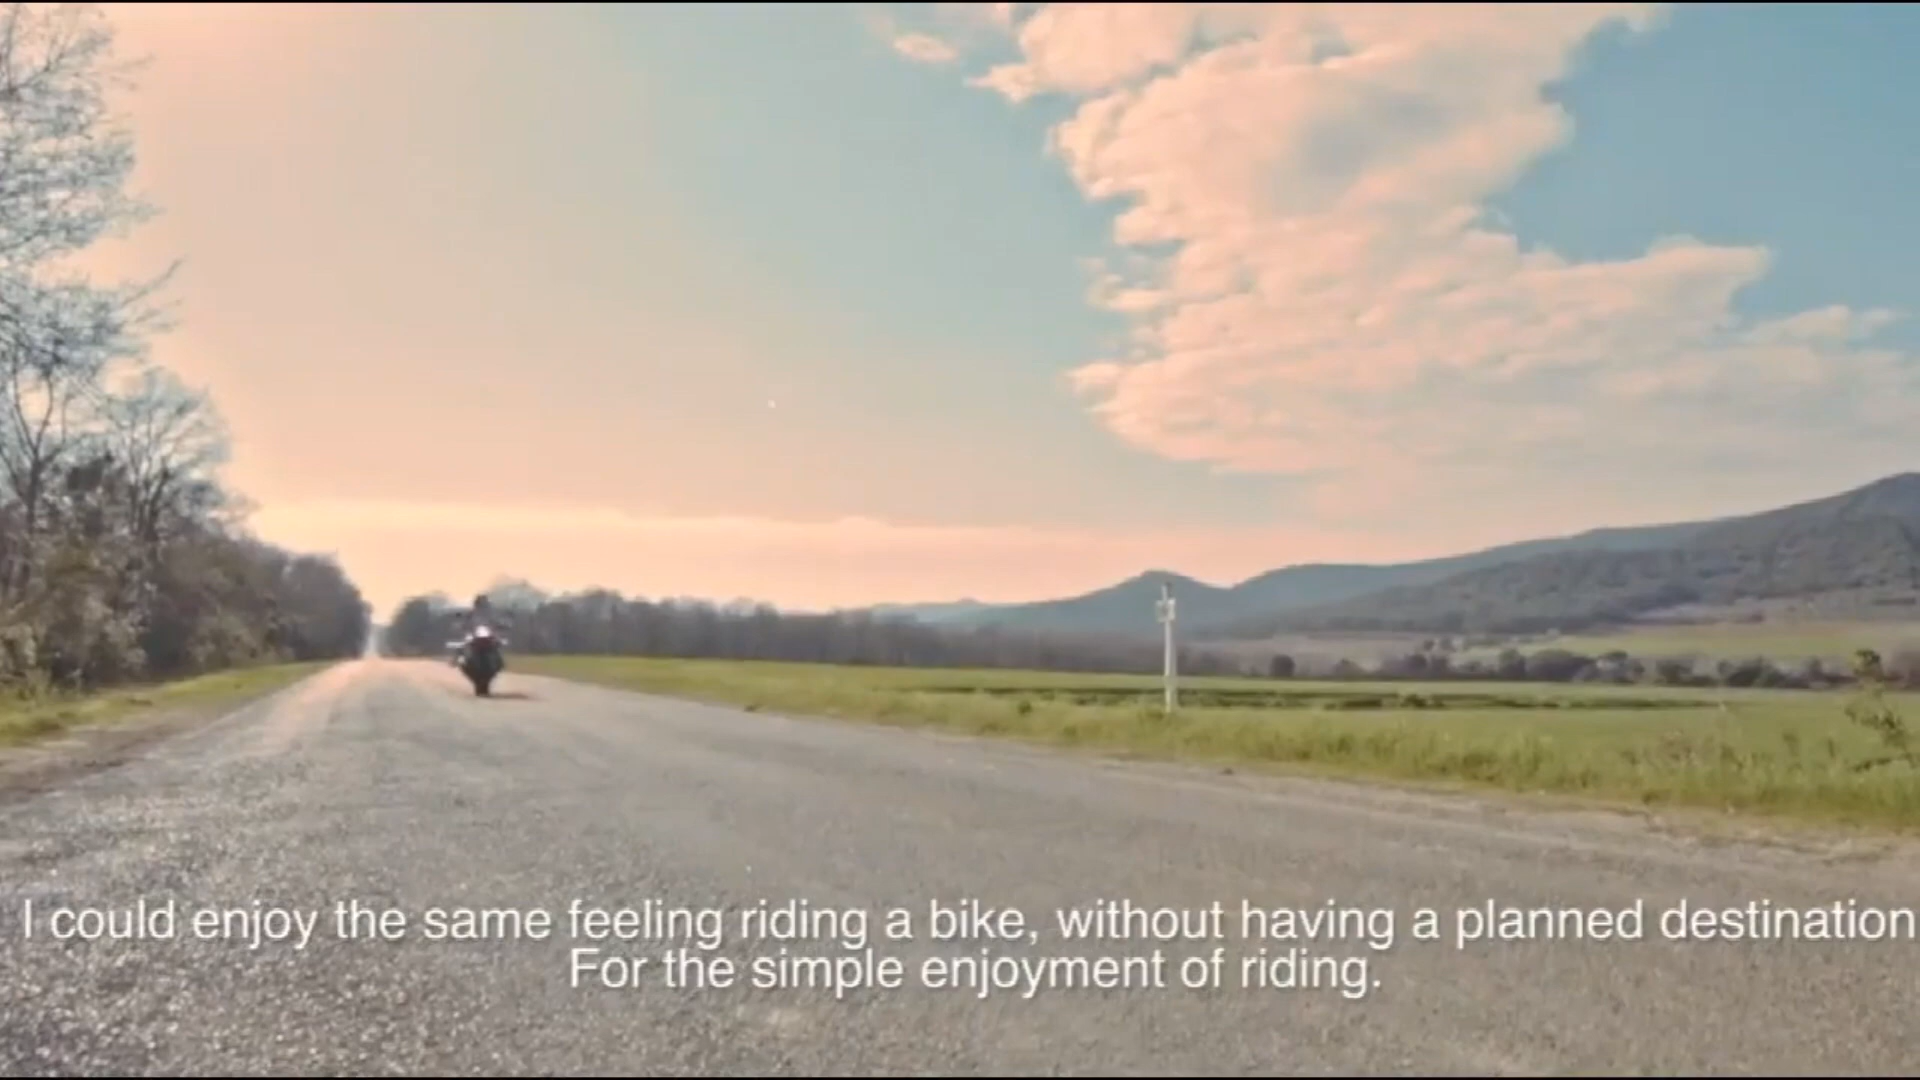 I could enjoy the same feeling riding a bike, without having a planned destination
For the simple enjoyment of riding.